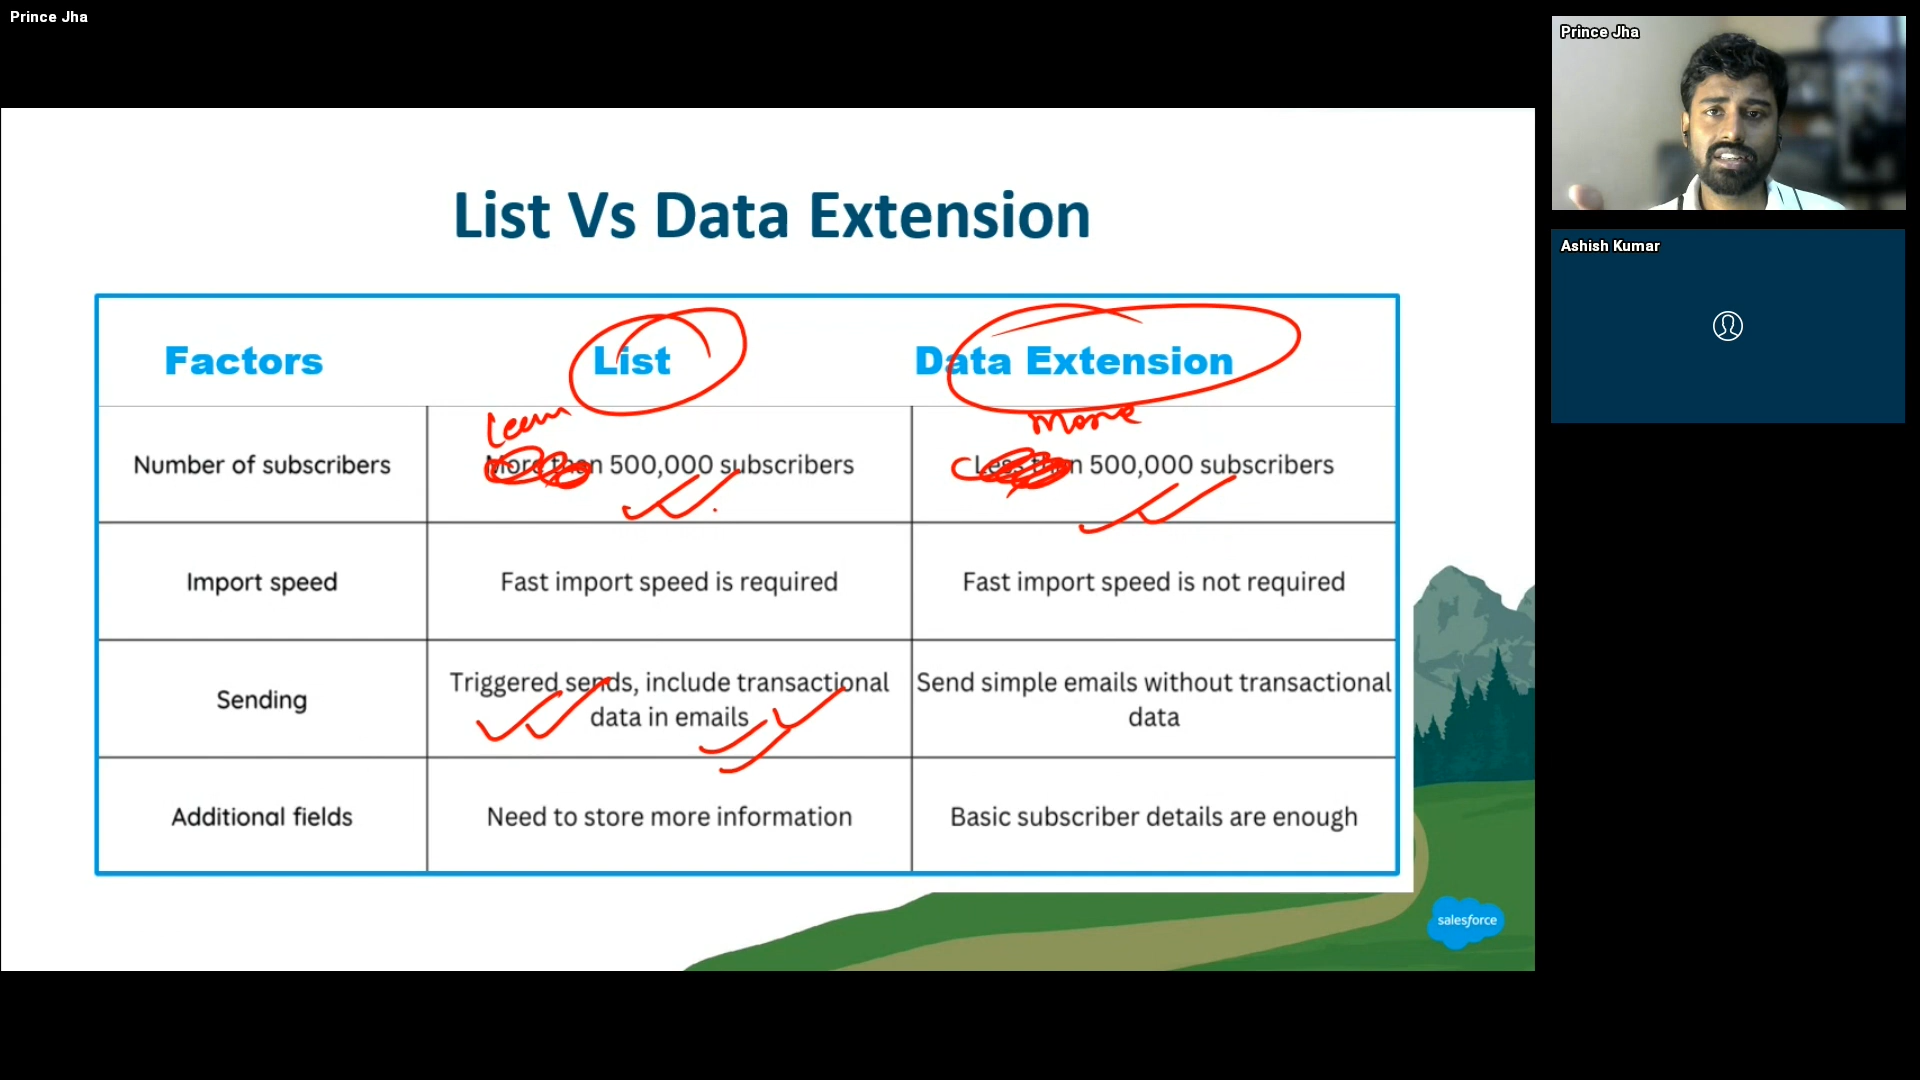 Prince Jha
Prince Jha
Ashish Kumar
List Vs Data Extension
Factors List Data Extension
Less More
Number of subscribers More than 500,000 subscribers Less than 500,000 subscribers
Import speed Fast import speed is required Fast import speed is not required
Sending Triggered sends, include transactional data in emails Send simple emails without transactional data
Additional fields Need to store more information Basic subscriber details are enough
salesforce